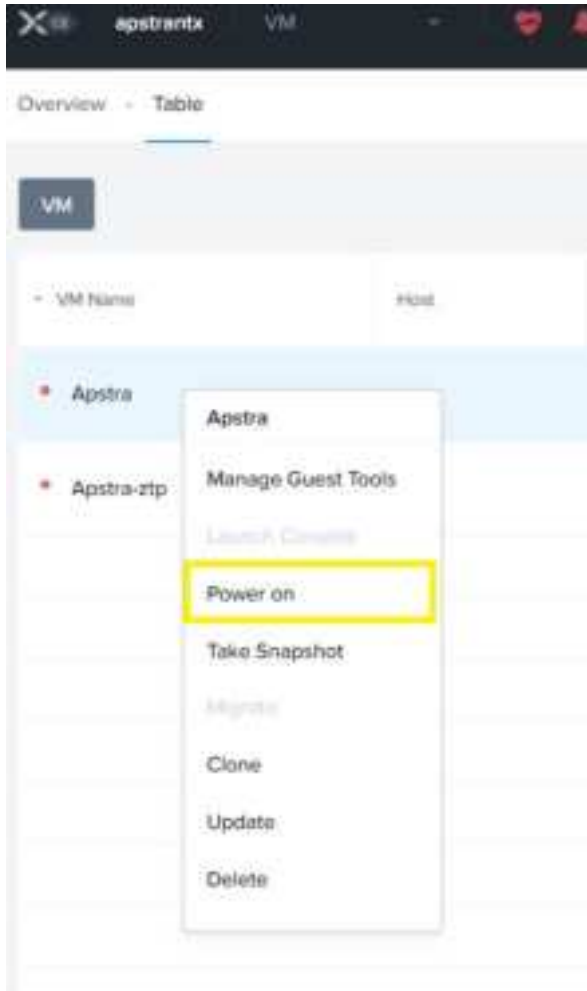 apstrantx VM
Overview - Table
VM
VM Name Host
Apstra
Apstra-ztp
Apstra
Manage Guest Tools
Launch Console
Power on
Take Snapshot
Migrate
Clone
Update
Delete